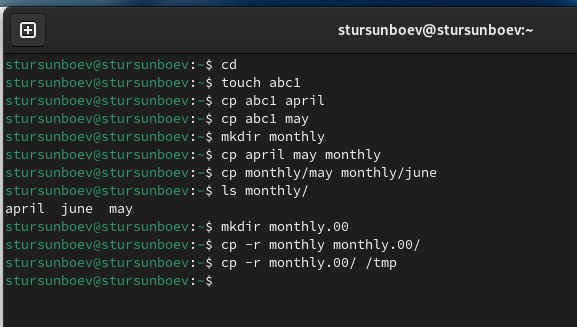 stursunboev@stursunboev:~
stursunboev@stursunboev:~$ cd
stursunboev@stursunboev:~$ touch abc1
stursunboev@stursunboev:~$ cp abc1 april
stursunboev@stursunboev:~$ cp abc1 may
stursunboev@stursunboev:~$ mkdir monthly
stursunboev@stursunboev:~$ cp april may monthly
stursunboev@stursunboev:~$ cp monthly/may monthly/june
stursunboev@stursunboev:~$ ls monthly/
april  june  may
stursunboev@stursunboev:~$ mkdir monthly.00
stursunboev@stursunboev:~$ cp -r monthly monthly.00/
stursunboev@stursunboev:~$ cp -r monthly.00/ /tmp
stursunboev@stursunboev:~$